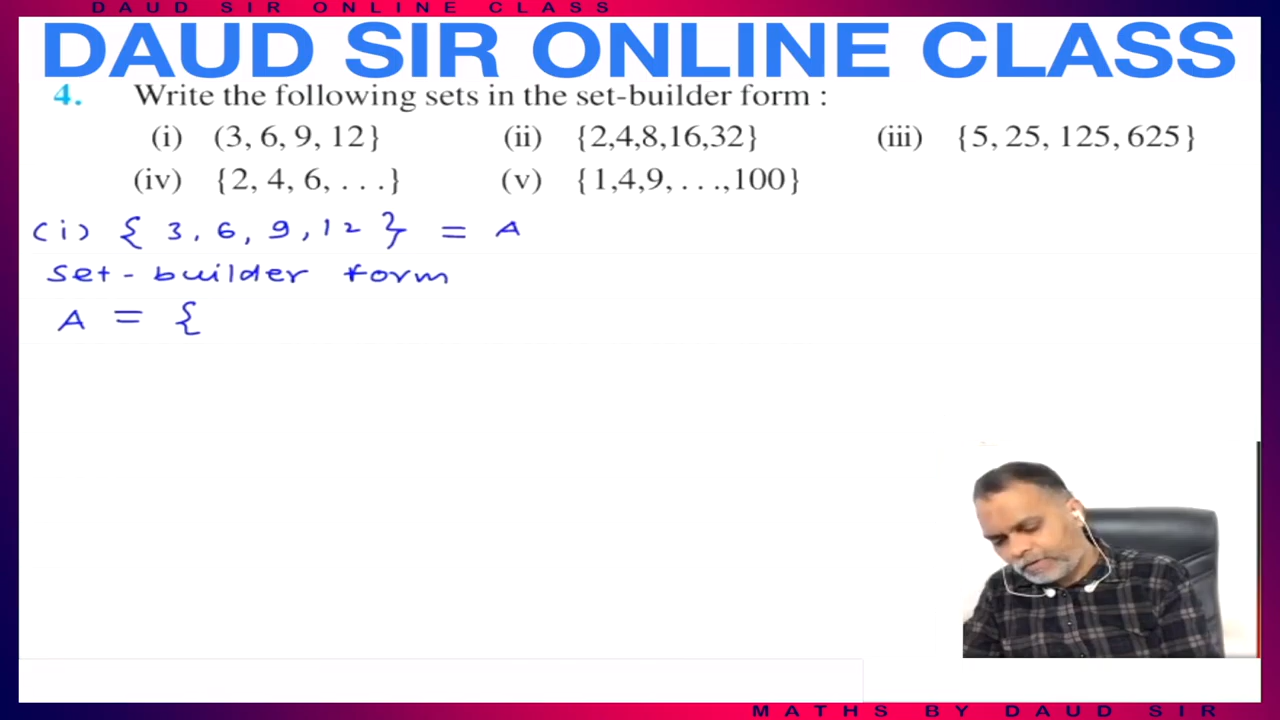 DAUD SIR ONLINE CLASS
DAUD SIR ONLINE CLASS
4. Write the following sets in the set-builder form :
(i) (3, 6, 9, 12} (ii) {2,4,8,16,32} (iii) {5, 25, 125, 625}
(iv) {2, 4, 6, . . .} (v) {1,4,9, . . .,100}
(i) { 3, 6, 9, 12 } = A
Set-builder form
A = {
MATHS BY DAUD SIR